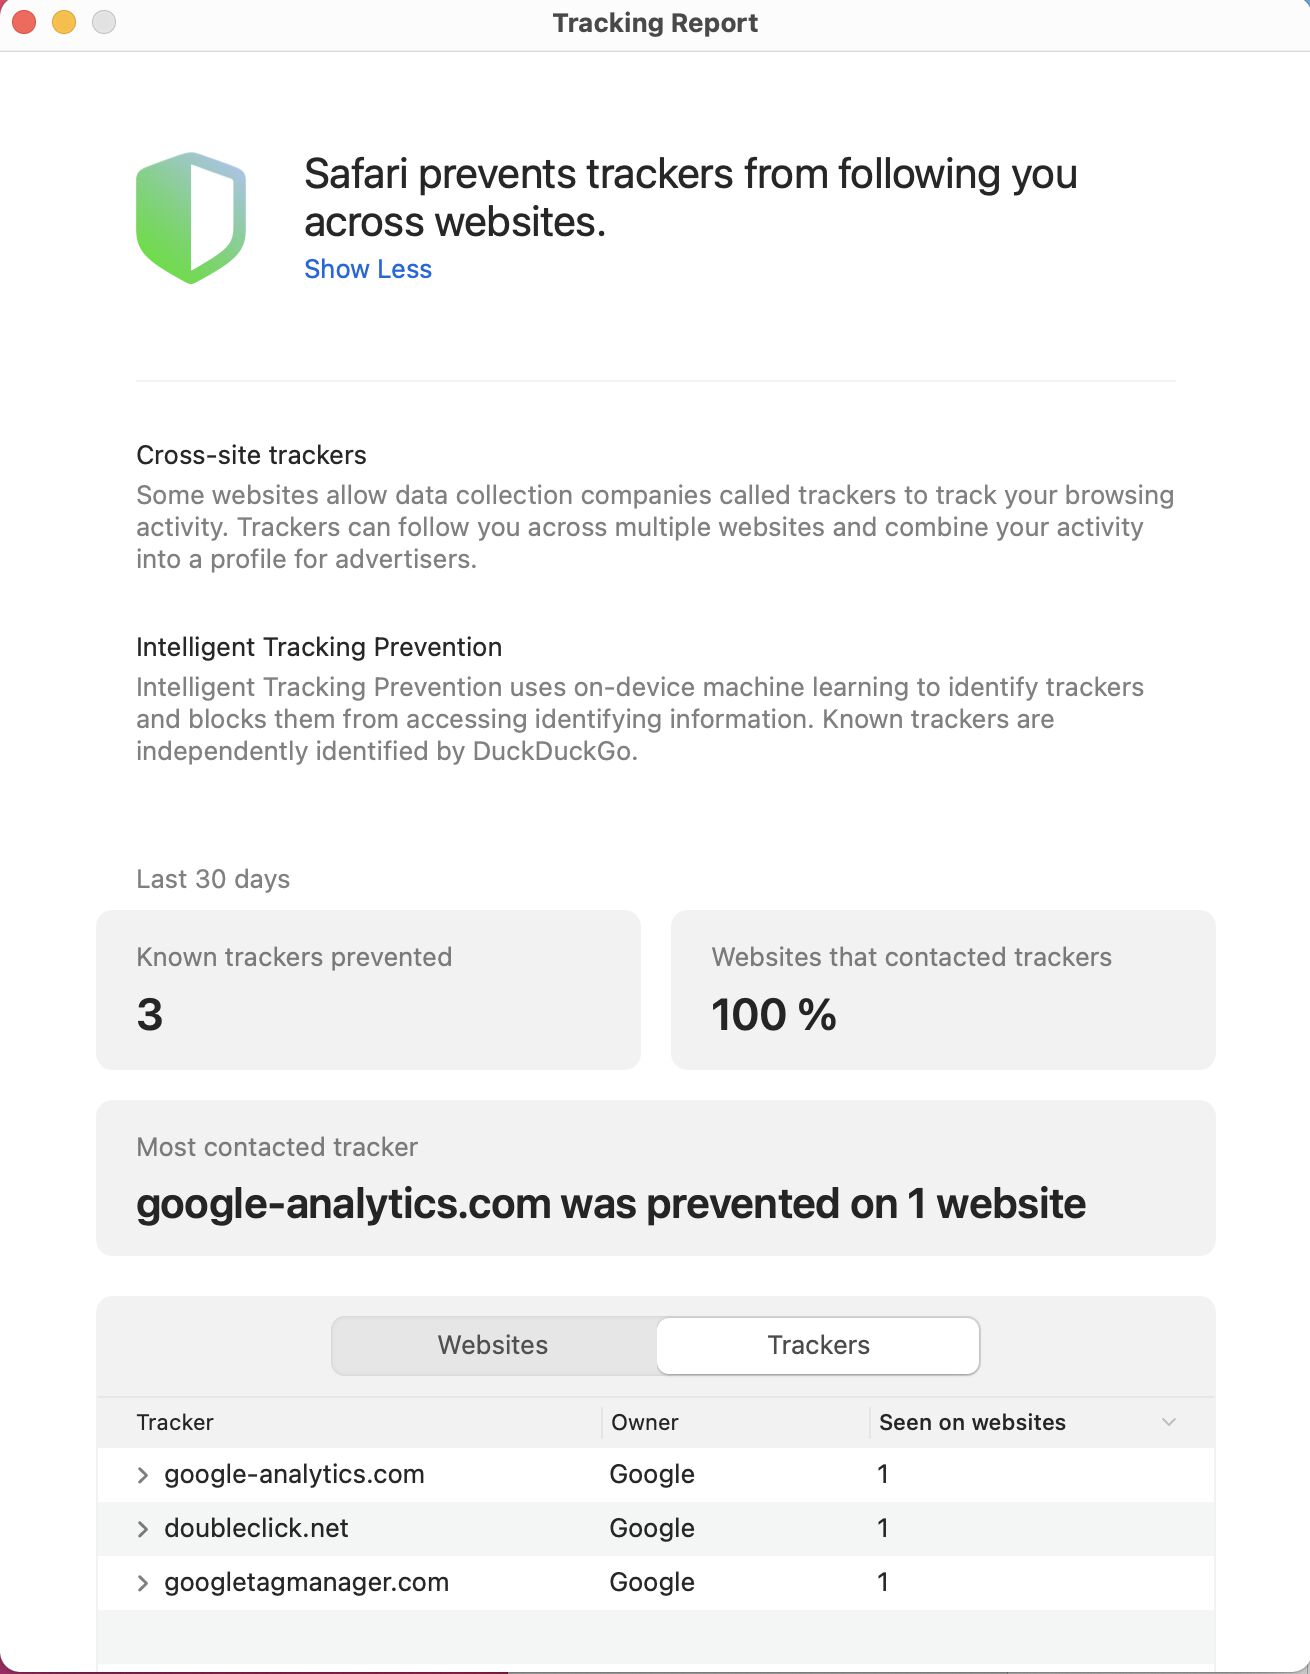 Tracking Report
Safari prevents trackers from following you
across websites.
Show Less
Cross-site trackers
Some websites allow data collection companies called trackers to track your browsing
activity. Trackers can follow you across multiple websites and combine your activity
into a profile for advertisers.
Intelligent Tracking Prevention
Intelligent Tracking Prevention uses on-device machine learning to identify trackers
and blocks them from accessing identifying information. Known trackers are
independently identified by DuckDuckGo.
Last 30 days
Known trackers prevented
3
Websites that contacted trackers
100 %
Most contacted tracker
google-analytics.com was prevented on 1 website
Websites Trackers
Tracker Owner Seen on websites
google-analytics.com Google 1
doubleclick.net Google 1
googletagmanager.com Google 1